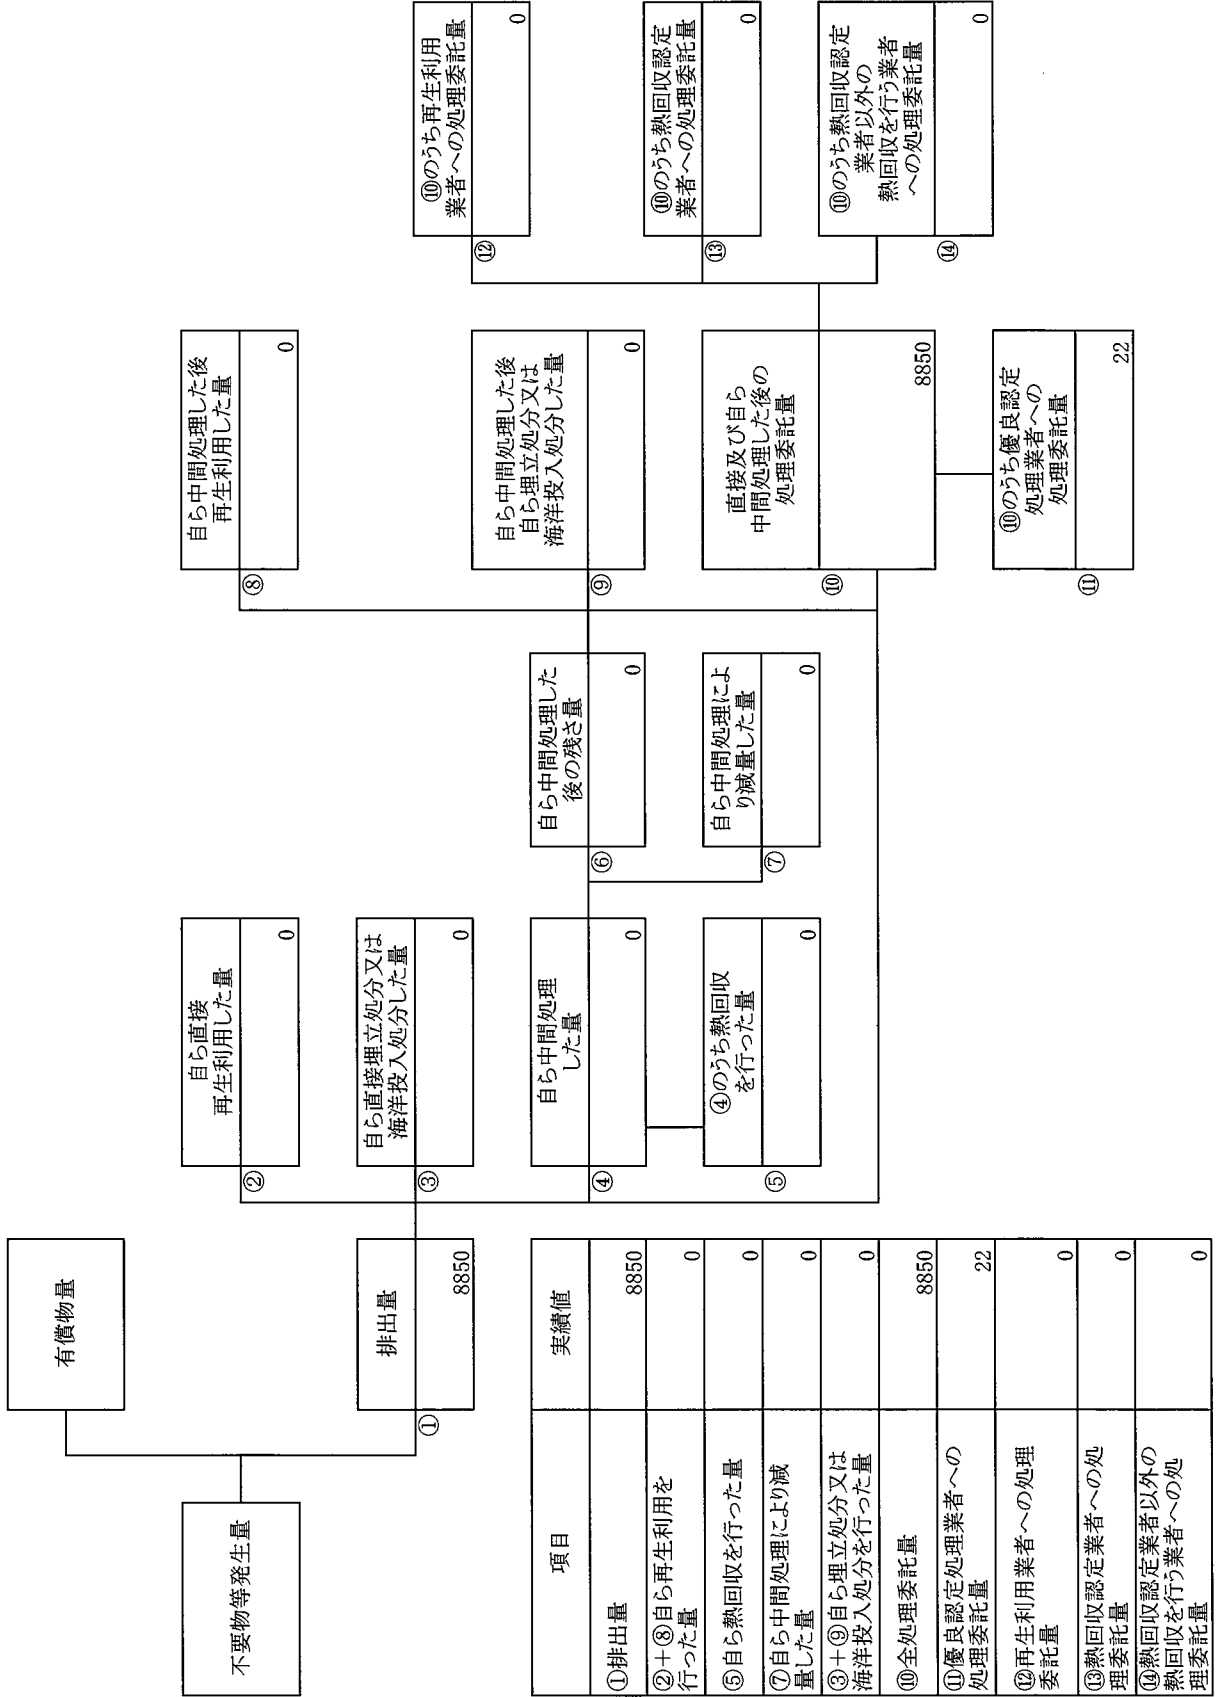 不要物等発生量
有償物量
①
排出量
8850
②
自ら直接
再生利用した量
0
③
自ら直接埋立処分又は
海洋投入処分した量
0
④
自ら中間処理
した量
0
⑤
④のうち熱回収
を行った量
0
⑥
自ら中間処理した
後の残さ量
0
⑦
自ら中間処理によ
り減量した量
0
⑧
自ら中間処理した後
再生利用した量
0
⑨
自ら中間処理した後
自ら埋立処分又は
海洋投入処分した量
0
⑩
直接及び自ら
中間処理した後の
処理委託量
8850
⑪
⑩のうち優良認定
処理業者への
処理委託量
22
⑫
⑩のうち再生利用
業者への処理委託量
0
⑬
⑩のうち熱回収認定
業者への処理委託量
0
⑭
⑩のうち熱回収認定
業者以外の
熱回収を行う業者
への処理委託量
0
項目 実績値
①排出量 8850
②＋⑧自ら再生利用を
行った量 0
⑤自ら熱回収を行った量 0
⑦自ら中間処理により減
量した量 0
③＋⑨自ら埋立処分又は
海洋投入処分を行った量 0
⑩全処理委託量 8850
⑪優良認定処理業者への
処理委託量 22
⑫再生利用業者への処理
委託量 0
⑬熱回収認定業者への処
理委託量 0
⑭熱回収認定業者以外の
熱回収を行う業者への処
理委託量 0